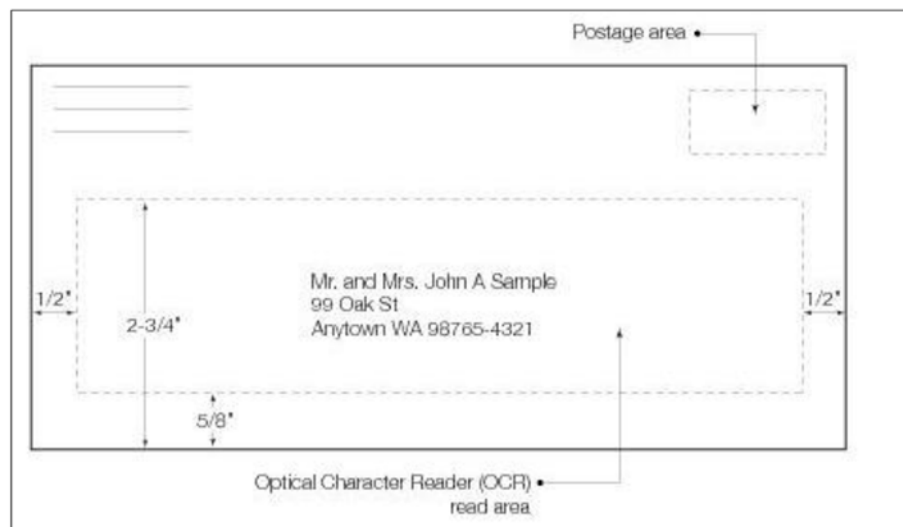 Postage area
Mr. and Mrs. John A Sample
99 Oak St
Anytown WA 98765-4321
1/2"
1/2"
2-3/4"
5/8"
Optical Character Reader (OCR)
read area